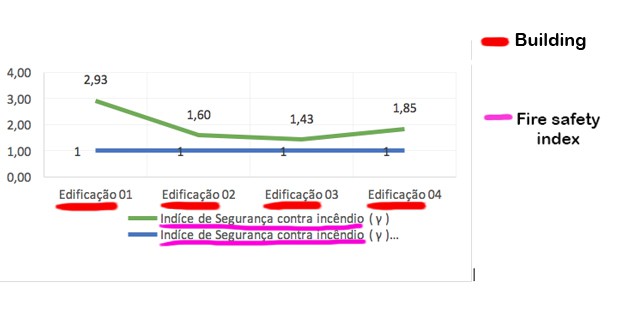 Building
4,00
2,93
3,00
1,60
1,43
1,85
Fire safety
index
2,00
1,00
1
1
1
1
0,00
Edificação 01
Edificação 02
Edificação 03
Edificação 04
Indíce de Segurança contra incêndio ( y )
Indíce de Segurança contra incêndio ( y )...